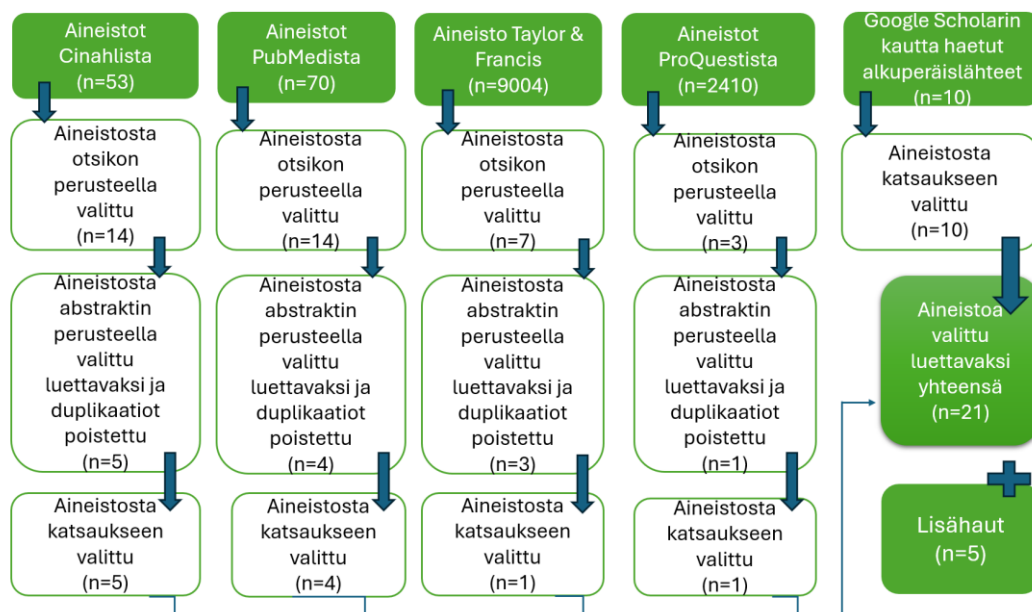 Aineistot
Cinahlista
(n=53)
Aineistosta
otsikon
perusteella
valittu
(n=14)
Aineistosta
abstraktin
perusteella
valittu
luettavaksi ja
duplikaatiot
poistettu
(n=5)
Aineistosta
katsaukseen
valittu
(n=5)
Aineistot
PubMedista
(n=70)
Aineistosta
otsikon
perusteella
valittu
(n=14)
Aineistosta
abstraktin
perusteella
valittu
luettavaksi ja
duplikaatiot
poistettu
(n=4)
Aineistosta
katsaukseen
valittu
(n=4)
Aineisto Taylor &
Francis
(n=9004)
Aineistosta
otsikon
perusteella
valittu
(n=7)
Aineistosta
abstraktin
perusteella
valittu
luettavaksi ja
duplikaatiot
poistettu
(n=3)
Aineistosta
katsaukseen
valittu
(n=1)
Aineistot
ProQuestista
(n=2410)
Aineistosta
otsikon
perusteella
valittu
(n=3)
Aineistosta
abstraktin
perusteella
valittu
luettavaksi ja
duplikaatiot
poistettu
(n=1)
Aineistosta
katsaukseen
valittu
(n=1)
Google Scholarin
kautta haetut
alkuperäislähteet
(n=10)
Aineistosta
katsaukseen
valittu
(n=10)
Aineistoa
valittu
luettavaksi
yhteensä
(n=21)
Lisähaut
(n=5)